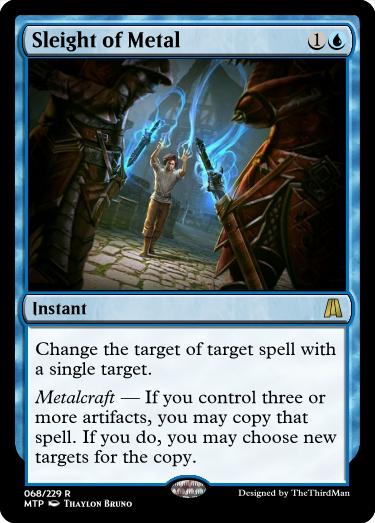 Sleight of Metal 1
Instant
Change the target of target spell with
a single target.
Metalcraft — If you control three or
more artifacts, you may copy that
spell. If you do, you may choose new
targets for the copy.
068/229 R
MTP Thaylon Bruno
Designed by TheThirdMan